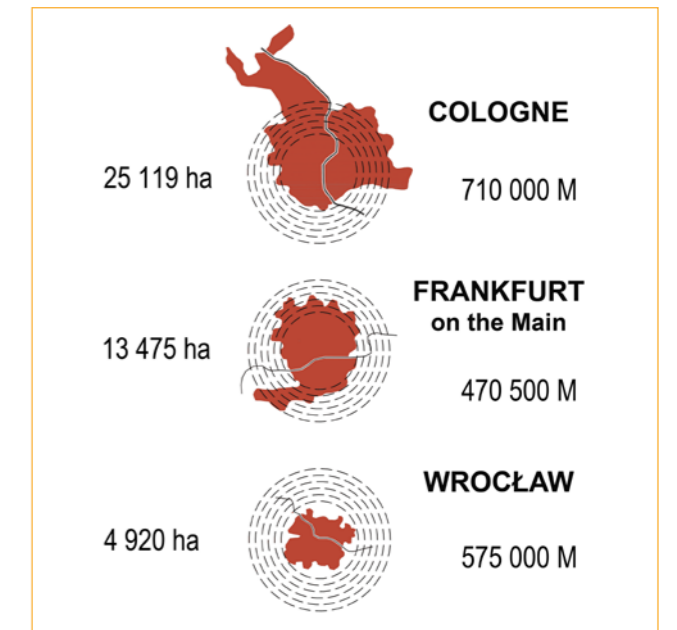 COLOGNE
25 119 ha
710 000 M
FRANKFURT
on the Main
13 475 ha
470 500 M
WROCŁAW
4 920 ha
575 000 M